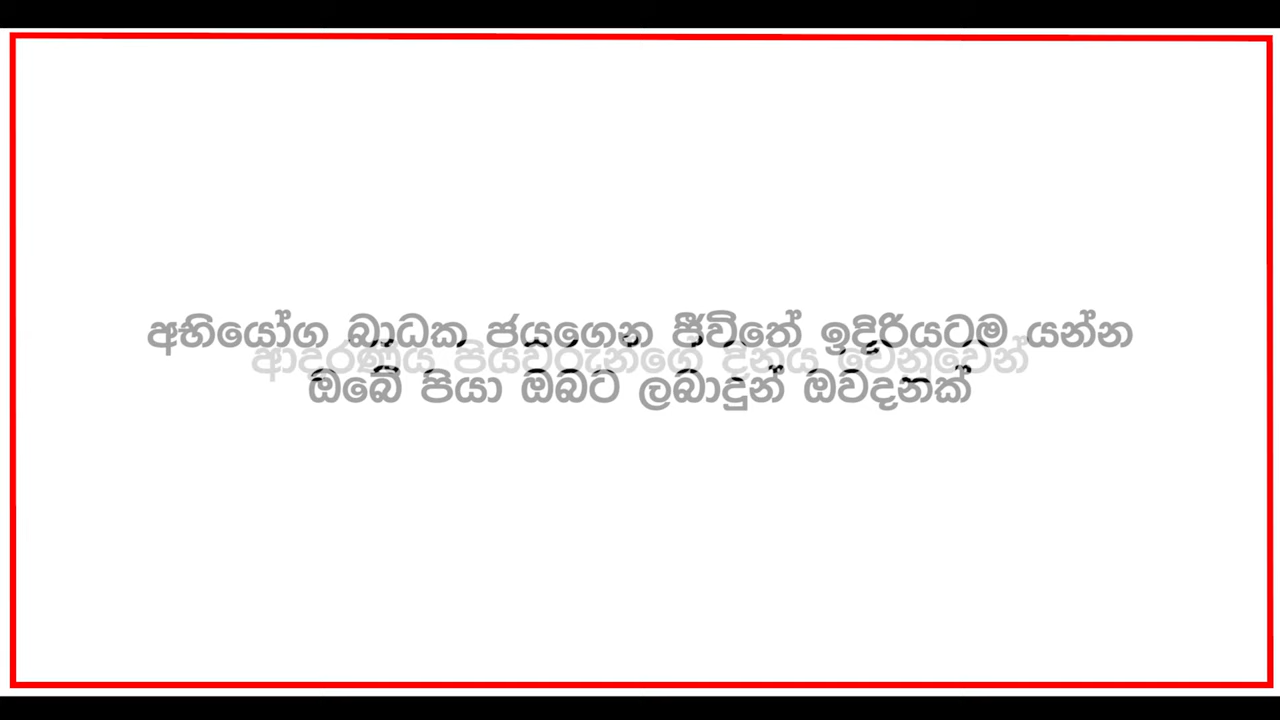 අභියෝග බාධක ජයගෙන ජීවිතේ ඉදිරියටම යන්න
ආදරණීය පියවරුන්ගේ දිනය වෙනුවෙන්
ඔබේ පියා ඔබට ලබාදුන් ඔවදනක්